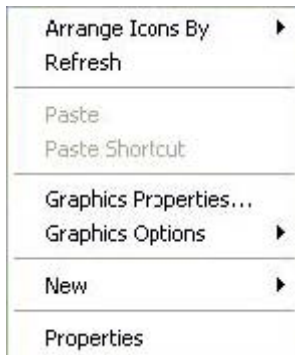 Arrange Icons By
Refresh
Paste
Paste Shortcut
Graphics Properties...
Graphics Options
New
Properties